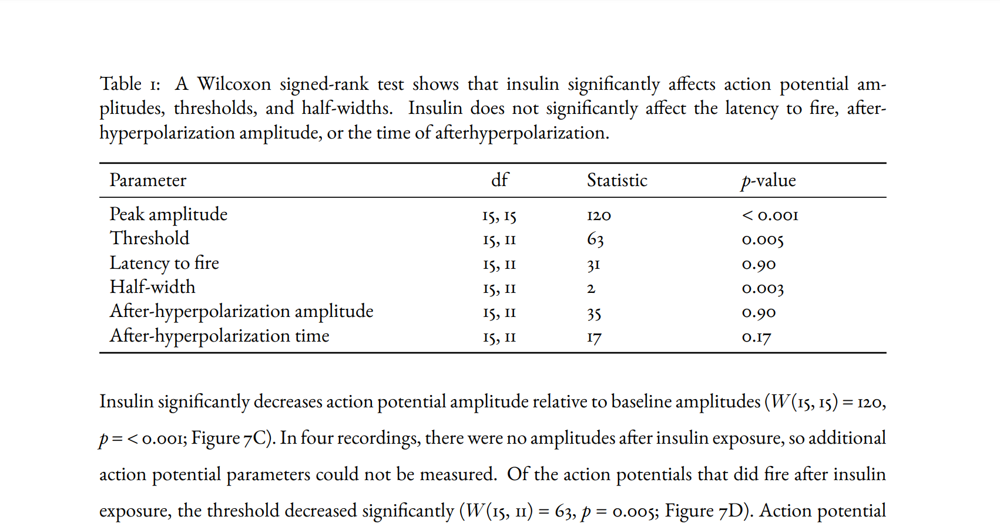 Table 1: A Wilcoxon signed-rank test shows that insulin significantly affects action potential am-
plitudes, thresholds, and half-widths. Insulin does not significantly affect the latency to fire, after-
hyperpolarization amplitude, or the time of afterhyperpolarization.
Parameter df Statistic p-value
Peak amplitude 15, 15 120 < 0.001
Threshold 15, 11 63 0.005
Latency to fire 15, 11 31 0.90
Half-width 15, 11 2 0.003
After-hyperpolarization amplitude 15, 11 35 0.90
After-hyperpolarization time 15, 11 17 0.17
Insulin significantly decreases action potential amplitude relative to baseline amplitudes (W(15, 15) = 120,
p = < 0.001; Figure 7C). In four recordings, there were no amplitudes after insulin exposure, so additional
action potential parameters could not be measured. Of the action potentials that did fire after insulin
exposure, the threshold decreased significantly (W(15, 11) = 63, p = 0.005; Figure 7D). Action potential